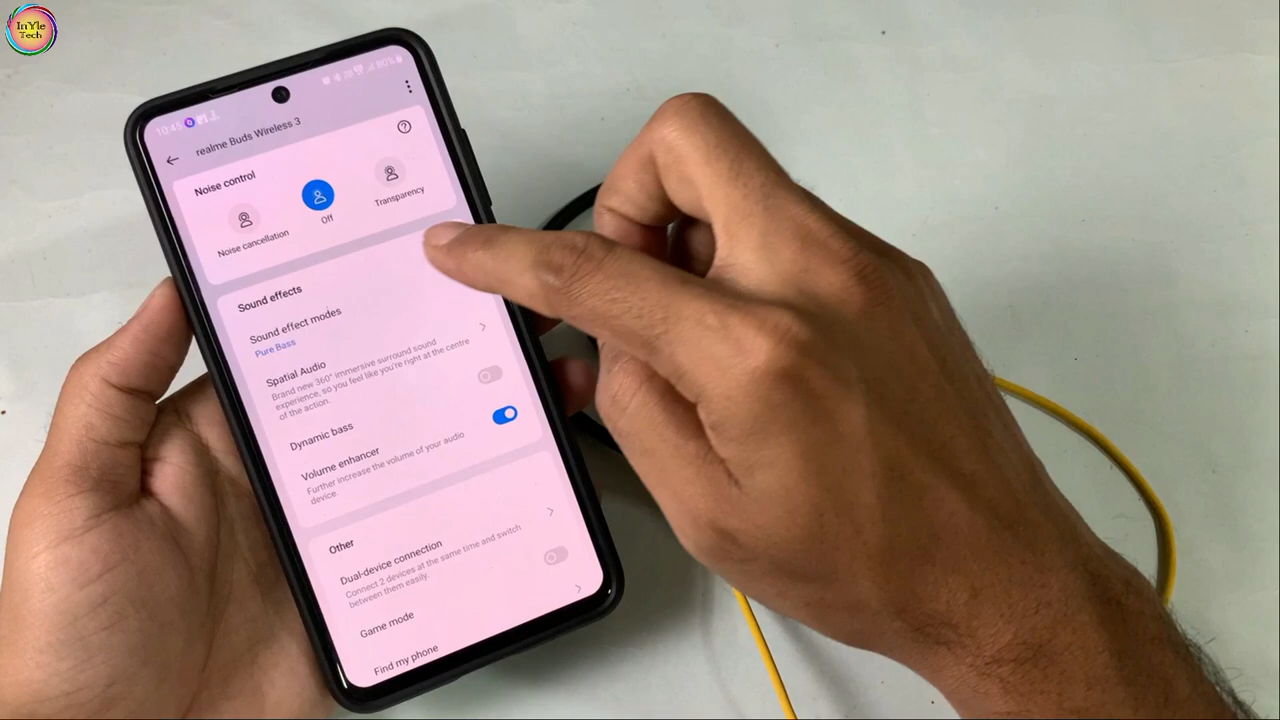 InYle
Tech
10:45
80%
realme Buds Wireless 3
Noise control
Noise cancellation
Off
Transparency
Sound effects
Sound effect modes
Pure Bass
Spatial Audio
Brand new 360° immersive surround sound
experience, so you feel like you're right at the centre
of the action.
Dynamic bass
Volume enhancer
Further increase the volume of your audio
device.
Other
Dual-device connection
Connect 2 devices at the same time and switch
between them easily.
Game mode
Find my phone